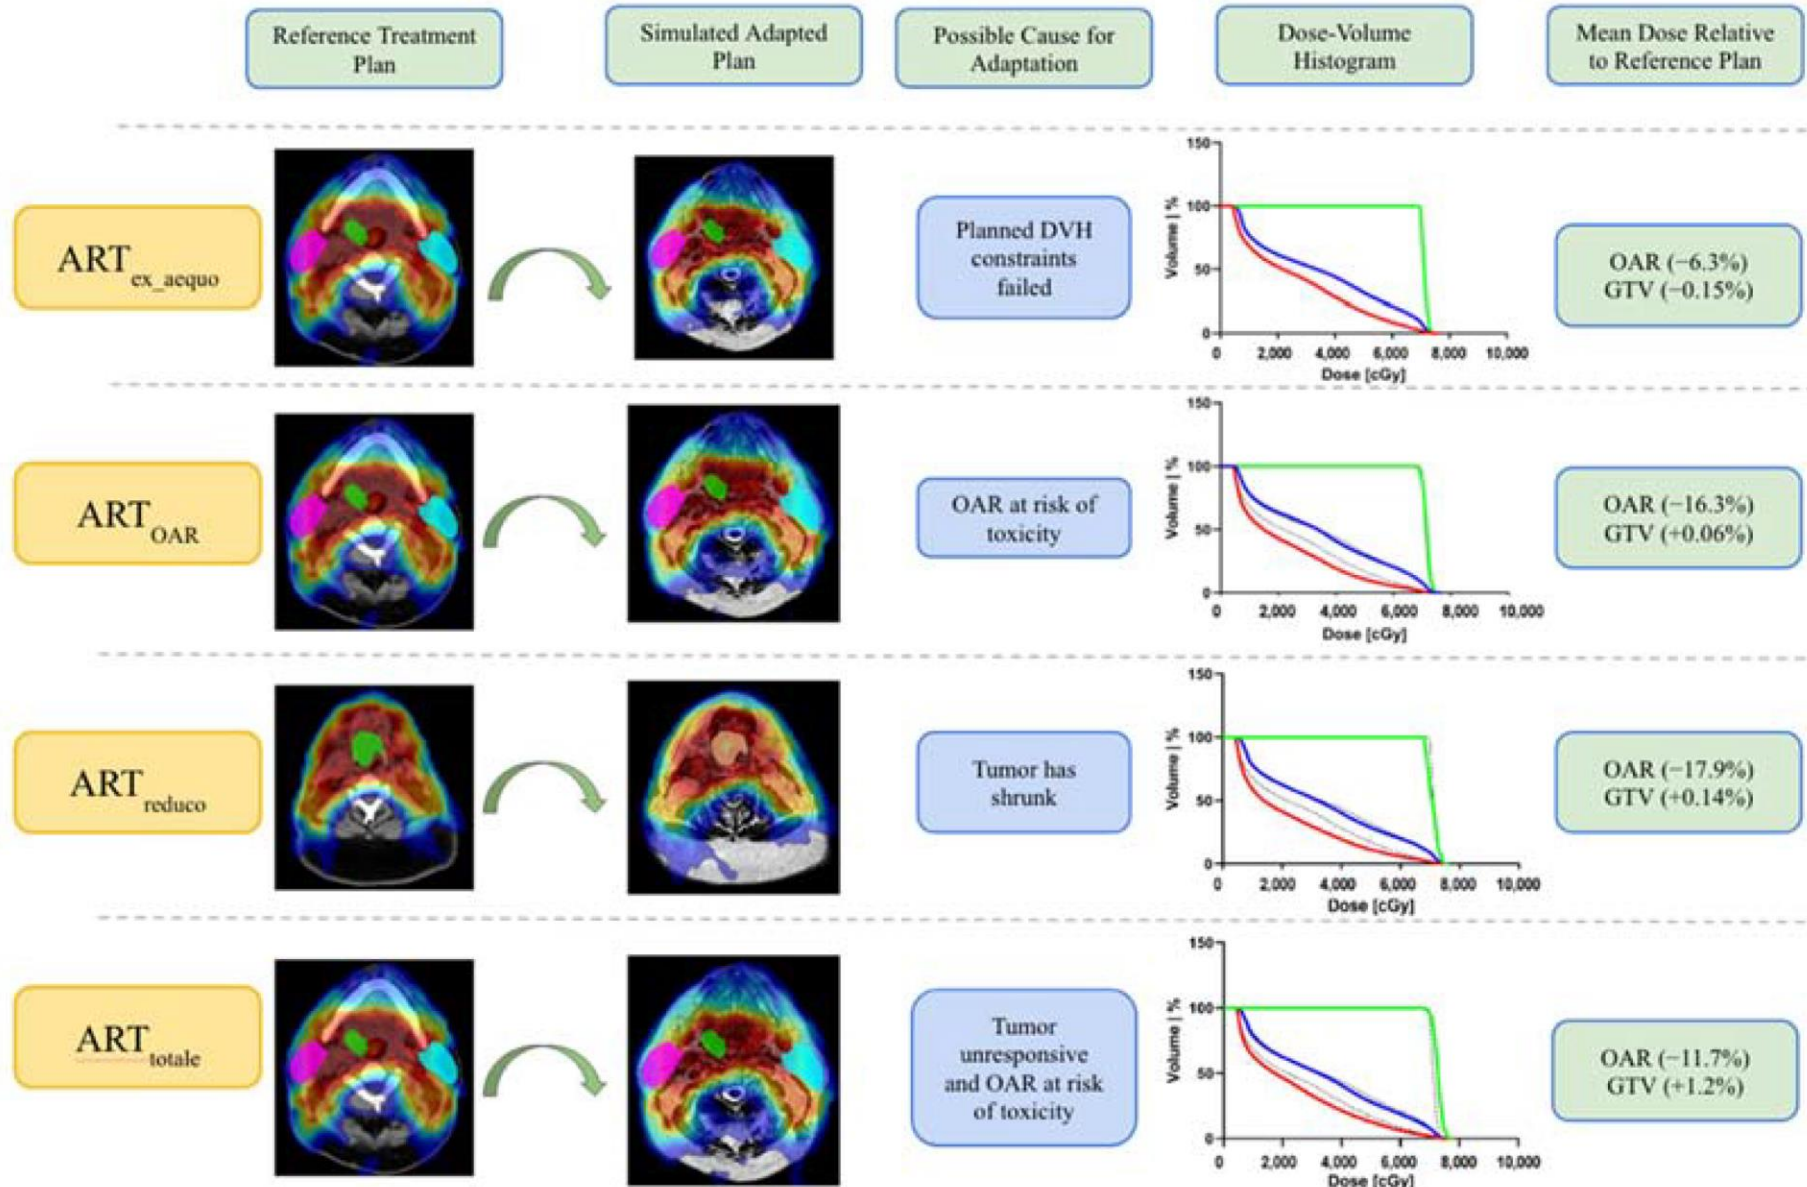 Reference Treatment
Plan
Simulated Adapted
Plan
Possible Cause for
Adaptation
Dose-Volume
Histogram
Mean Dose Relative
to Reference Plan
ART ex_aequo
Planned DVH
constraints
failed
150
100
50
0
Volume | %
0 2,000 4,000 6,000 8,000 10,000
Dose [cGy]
OAR (−6.3%)
GTV (−0.15%)
ART OAR
OAR at risk of
toxicity
150
100
50
0
Volume | %
0 2,000 4,000 6,000 8,000 10,000
Dose [cGy]
OAR (−16.3%)
GTV (+0.06%)
ART reduco
Tumor has
shrunk
150
100
50
0
Volume | %
0 2,000 4,000 6,000 8,000 10,000
Dose [cGy]
OAR (−17.9%)
GTV (+0.14%)
ART totale
Tumor
unresponsive
and OAR at risk
of toxicity
150
100
50
0
Volume | %
0 2,000 4,000 6,000 8,000 10,000
Dose [cGy]
OAR (−11.7%)
GTV (+1.2%)